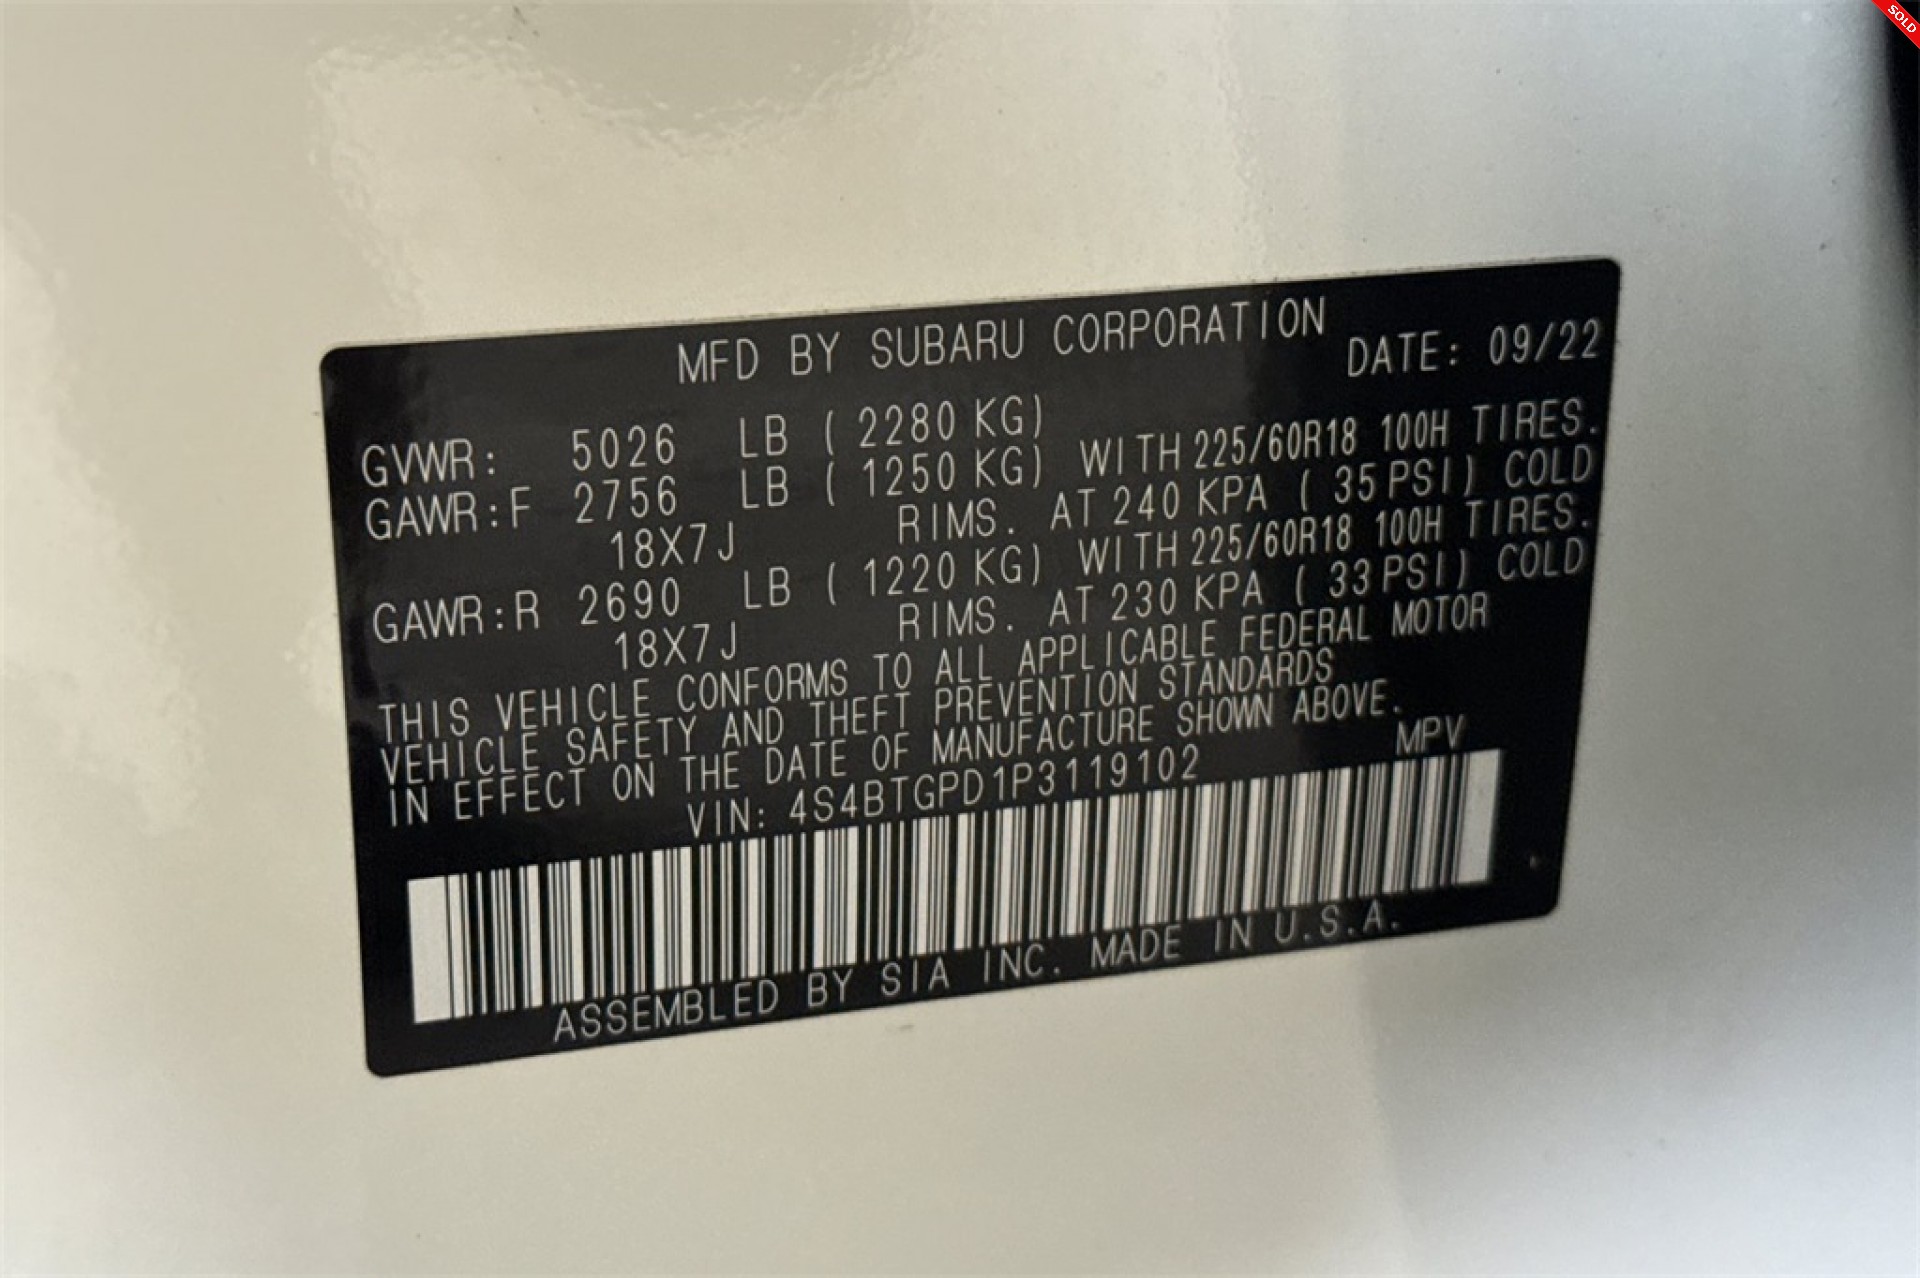 SOLD
MFD BY SUBARU CORPORATION
DATE: 09/22
GVWR: 5026 LB ( 2280 KG)
GAWR:F 2756 LB ( 1250 KG) WITH 225/60R18 100H TIRES.
18X7J RIMS. AT 240 KPA ( 35 PSI) COLD
GAWR:R 2690 LB ( 1220 KG) WITH 225/60R18 100H TIRES.
18X7J RIMS. AT 230 KPA ( 33 PSI) COLD
THIS VEHICLE CONFORMS TO ALL APPLICABLE FEDERAL MOTOR
VEHICLE SAFETY AND THEFT PREVENTION STANDARDS
IN EFFECT ON THE DATE OF MANUFACTURE SHOWN ABOVE.
VIN: 4S4BTGPD1P3119102 MPV
ASSEMBLED BY SIA INC. MADE IN U.S.A.